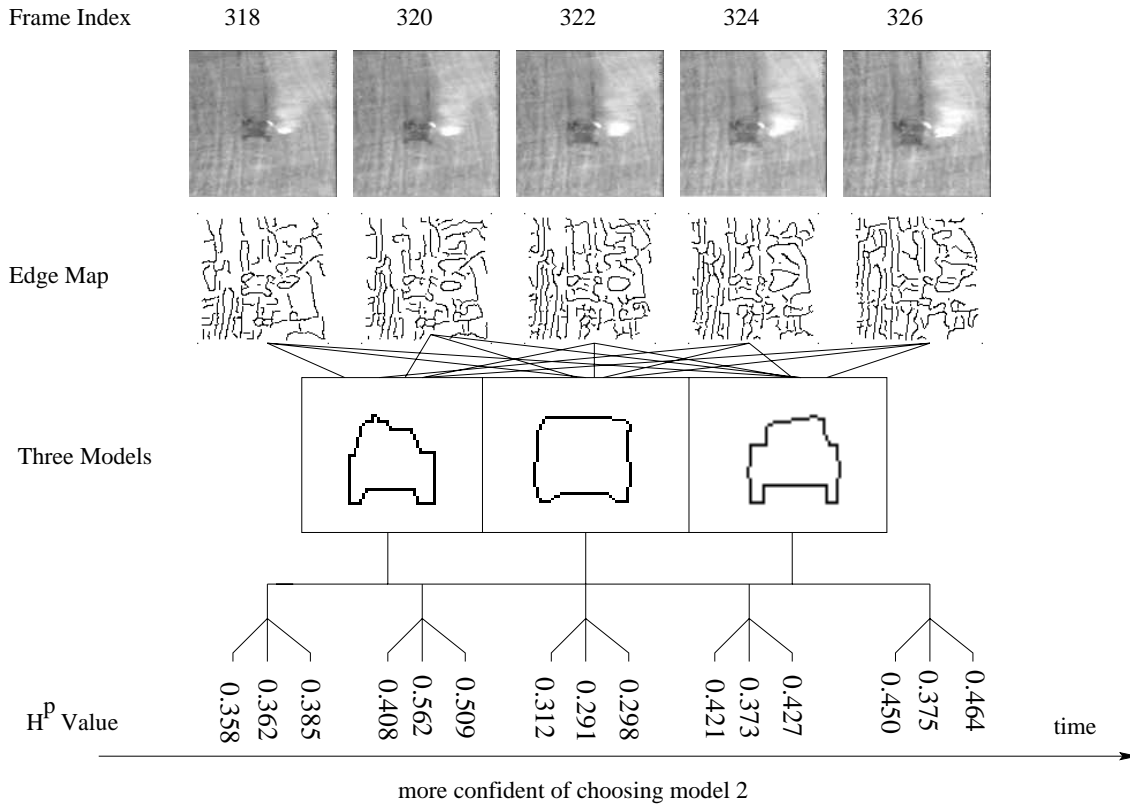 Frame Index 318 320 322 324 326
Edge Map
Three Models
0.358 0.362 0.385 0.408 0.562 0.509 0.312 0.291 0.298 0.421 0.373 0.427 0.450 0.375 0.464
H^p Value time
more confident of choosing model 2